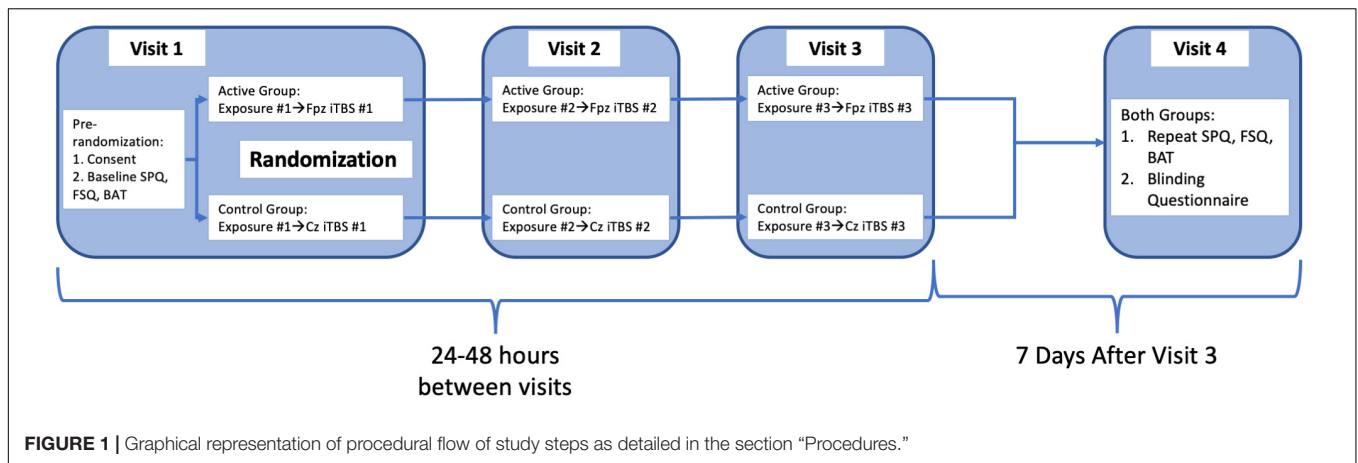 Visit 1
Pre-
randomization:
1. Consent
2. Baseline SPQ,
FSQ, BAT
Active Group:
Exposure #1→Fpz iTBS #1
Randomization
Control Group:
Exposure #1→Cz iTBS #1
Visit 2
Active Group:
Exposure #2→Fpz iTBS #2
Control Group:
Exposure #2→Cz iTBS #2
Visit 3
Active Group:
Exposure #3→Fpz iTBS #3
Control Group:
Exposure #3→Cz iTBS #3
Visit 4
Both Groups:
1. Repeat SPQ, FSQ,
BAT
2. Blinding
Questionnaire
24-48 hours
between visits
7 Days After Visit 3
FIGURE 1 | Graphical representation of procedural flow of study steps as detailed in the section “Procedures.”